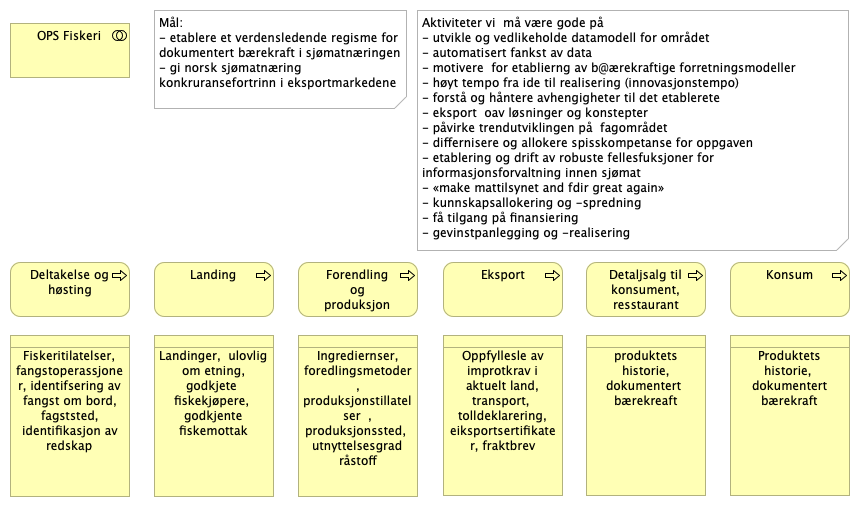 OPS Fiskeri
Mål:
- etablere et verdensledende regisme for
dokumentert bærekraft i sjømatnæringen
- gi norsk sjømatnæring
konkruransefortrinn i eksportmarkedene
Aktiviteter vi  må være gode på
- utvikle og vedlikeholde datamodell for området
- automatisert fankst av data
- motivere  for etablierng av b@ærekraftige forretningsmodeller
- høyt tempo fra ide til realisering (innovasjonstempo)
- forstå og håntere avhengigheter til det etablerete
- eksport  oav løsninger og konstepter
- påvirke trendutviklingen på  fagområdet
- differnisere og allokere spisskompetanse for oppgaven
- etablering og drift av robuste fellesfuksjoner for
informasjonsforvaltning innen sjømat
- «make mattilsynet and fdir great again»
- kunnskapsallokering og -spredning
- få tilgang på finansiering
- gevinstpanlegging og -realisering
Deltakelse og
høsting
Landing
Forendling
og
produksjon
Eksport
Detaljsalg til
konsument,
resstaurant
Konsum
Fiskeritilatelser,
fangstoperassjone
r, identifsering av
fangst om bord,
fagststed,
identifikasjon av
redskap
Landinger,  ulovlig
om etning,
godkjete
fiskekjøpere,
godkjente
fiskemottak
Ingrediernser,
foredlingsmetoder
,
produksjonstillatel
ser  ,
produksjonssted,
utnyttelsesgrad
råstoff
Oppfyllesle av
improtkrav i
aktuelt land,
transport,
tolldeklarering,
eiksportsertifikate
r, fraktbrev
produktets
historie,
dokumentert
bærekreaft
Produktets
historie,
dokumentert
bærekraft